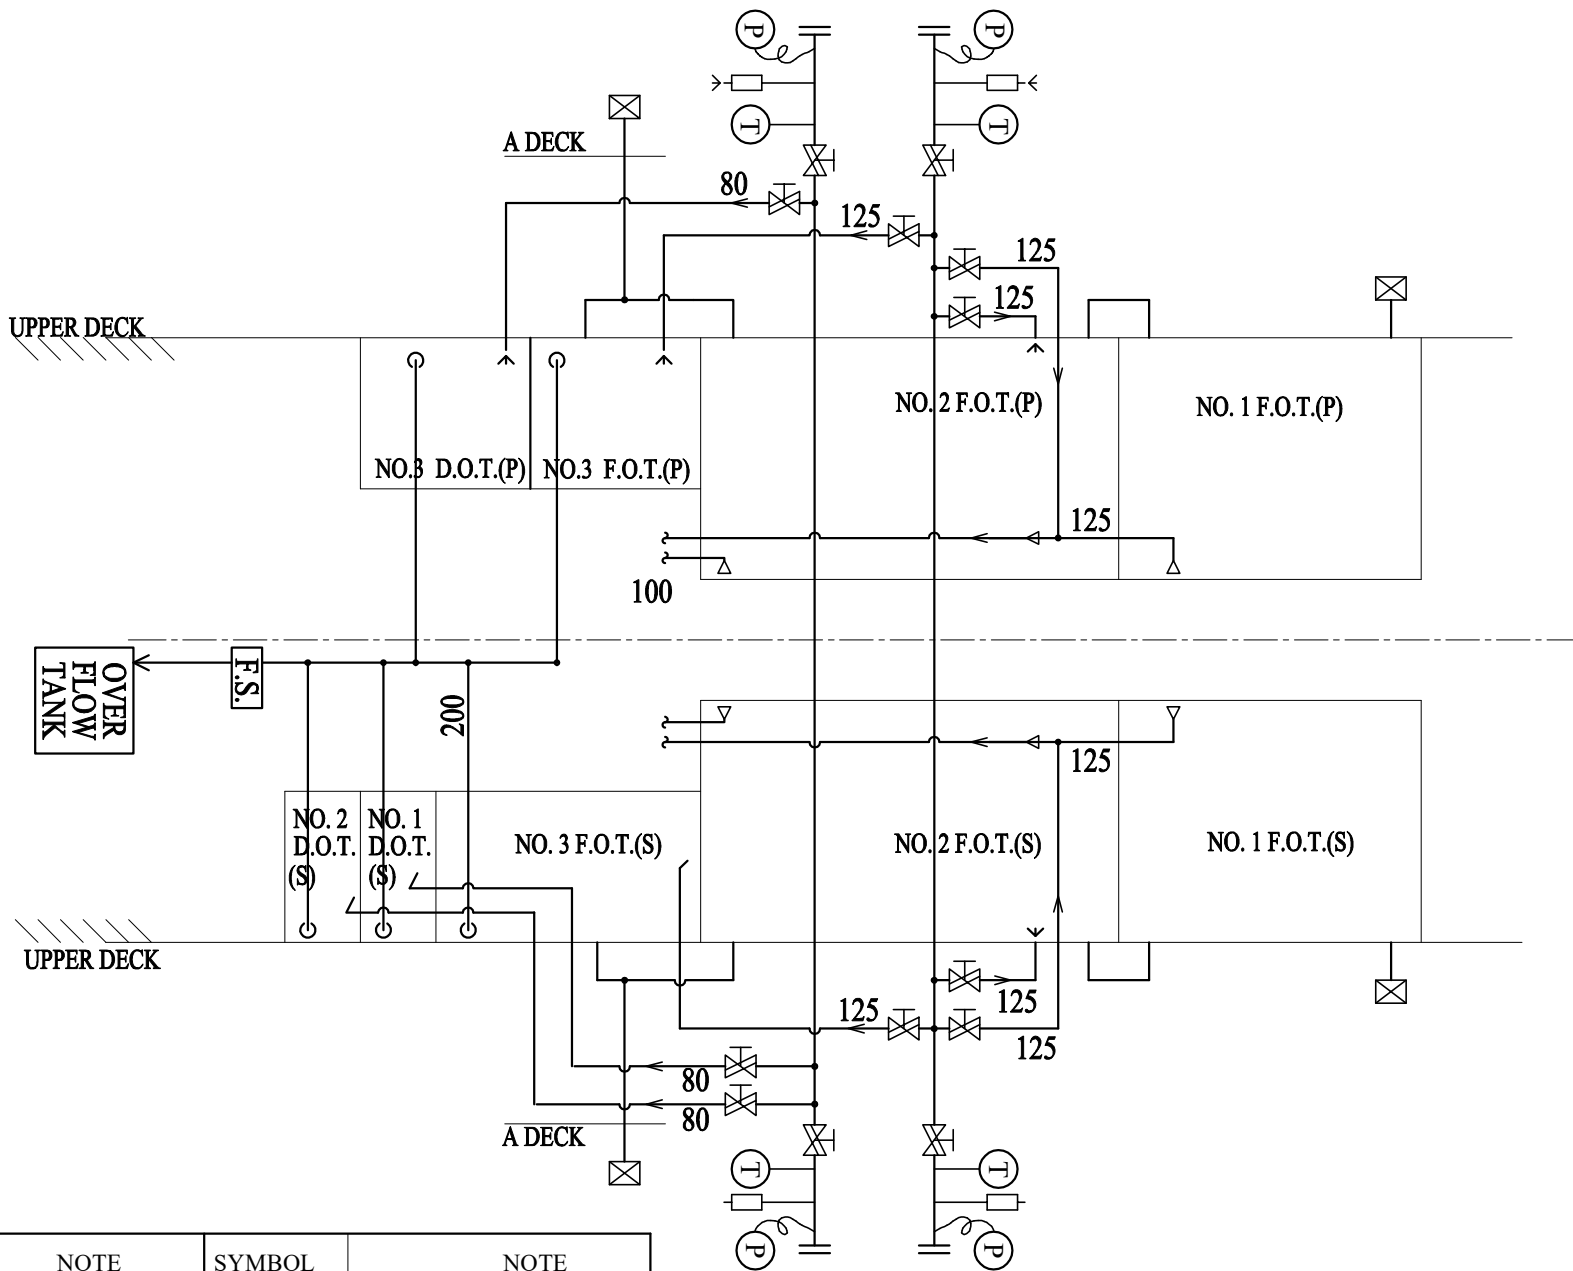 P
P
T
T
A DECK
80
125
125
125
UPPER DECK
NO. 2 F.O.T.(P)
NO. 1 F.O.T.(P)
NO.3 D.O.T.(P)
NO.3 F.O.T.(P)
125
100
OVER
FLOW
TANK
F.S.
200
125
NO. 2
D.O.T.
(S)
NO. 1
D.O.T.
(S)
NO. 3 F.O.T.(S)
NO. 2 F.O.T.(S)
NO. 1 F.O.T.(S)
UPPER DECK
125
125
125
80
80
A DECK
T
T
P
P
NOTE
SYMBOL
NOTE